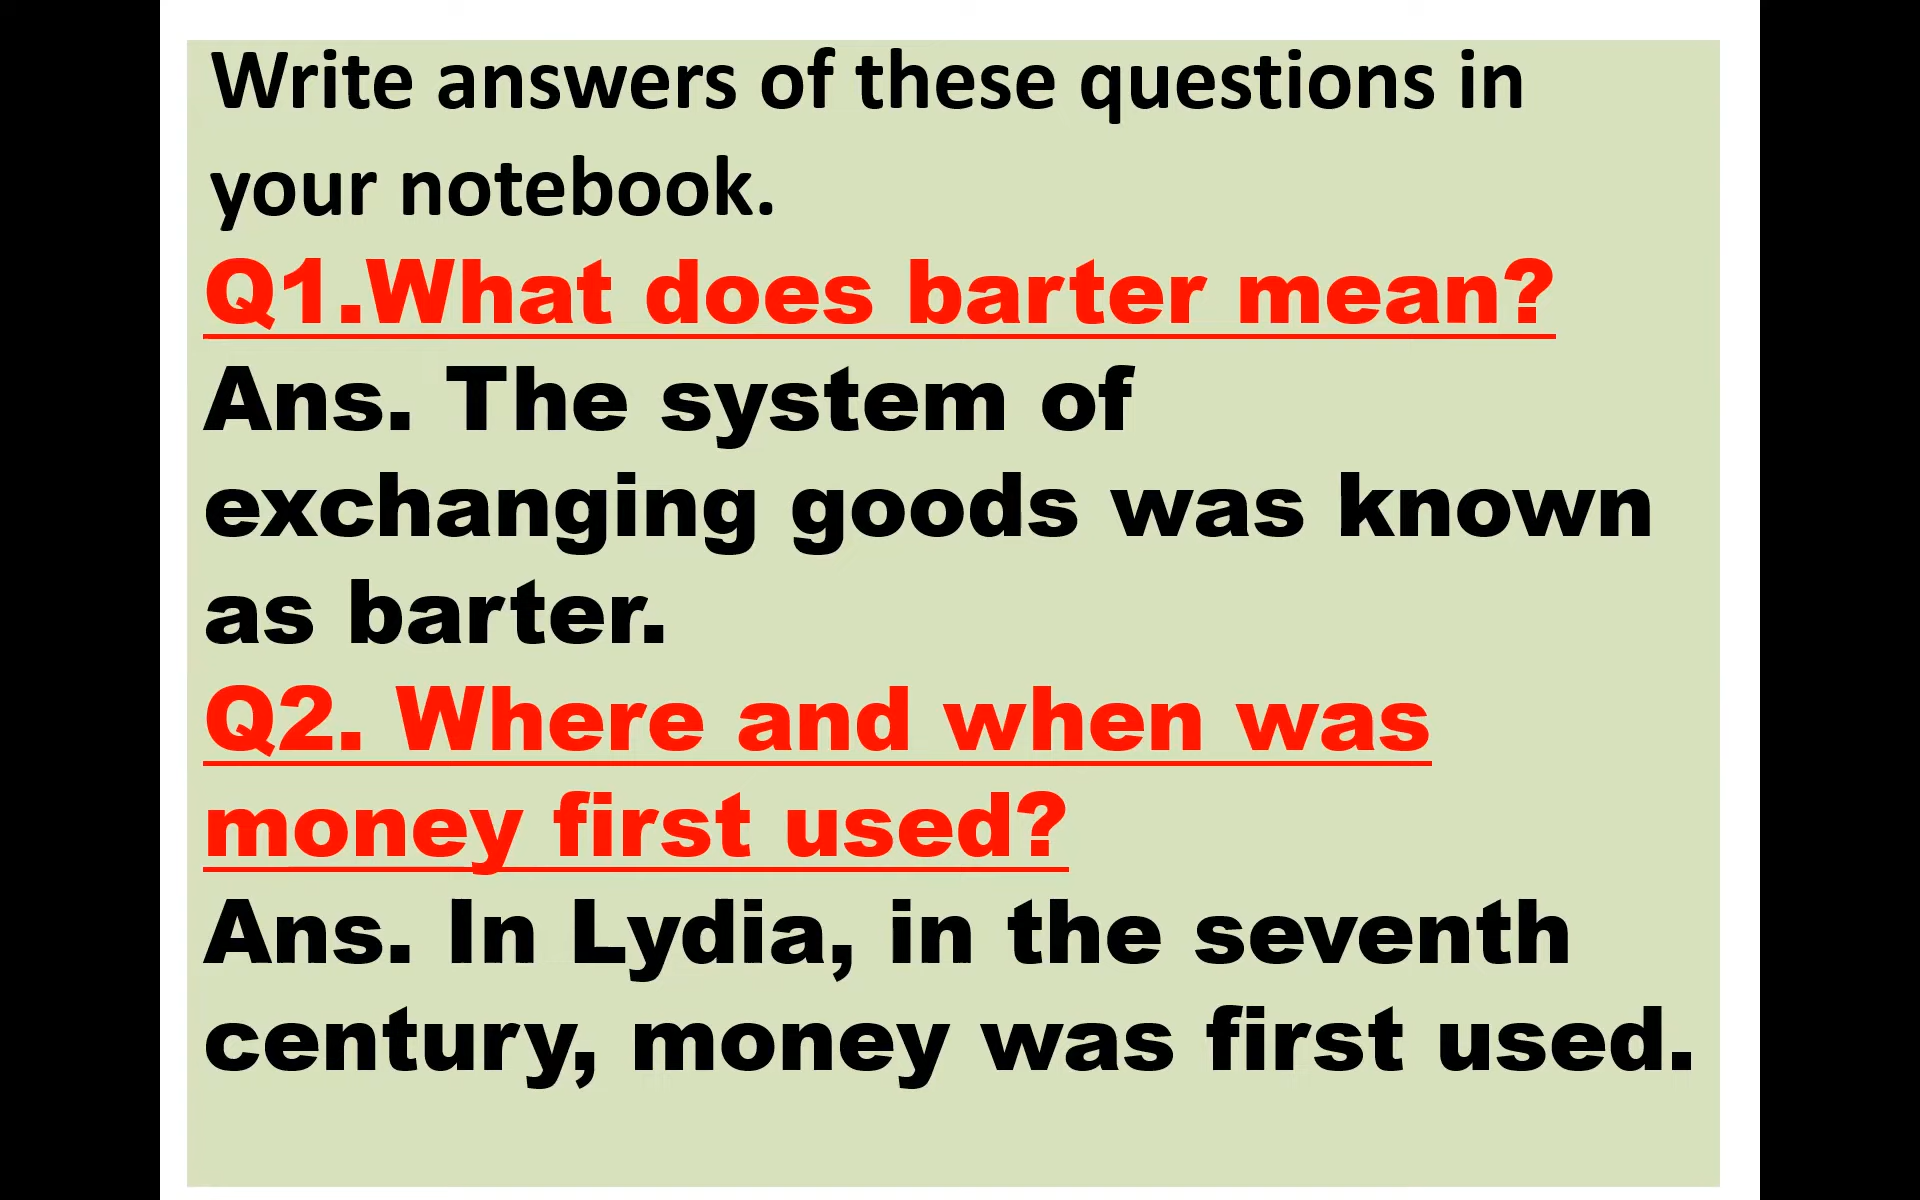 Write answers of these questions in
your notebook.
Q1.What does barter mean?
Ans. The system of
exchanging goods was known
as barter.
Q2. Where and when was
money first used?
Ans. In Lydia, in the seventh
century, money was first used.